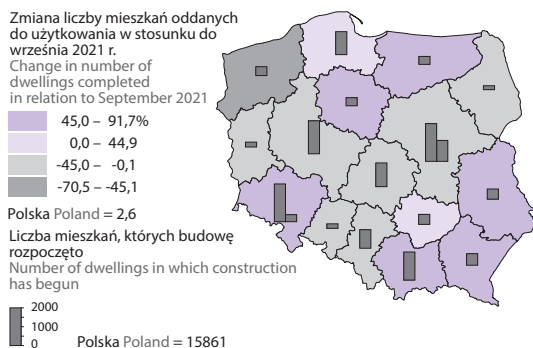 Zmiana liczby mieszkań oddanych
do użytkowania w stosunku do
września 2021 r.
Change in number of
dwellings completed
in relation to September 2021
45,0 – 91,7%
0,0 – 44,9
-45,0 – -0,1
-70,5 – -45,1
Polska Poland = 2,6
Liczba mieszkań, których budowę
rozpoczęto
Number of dwellings in which construction
has begun
2000
1000
0
Polska Poland = 15861